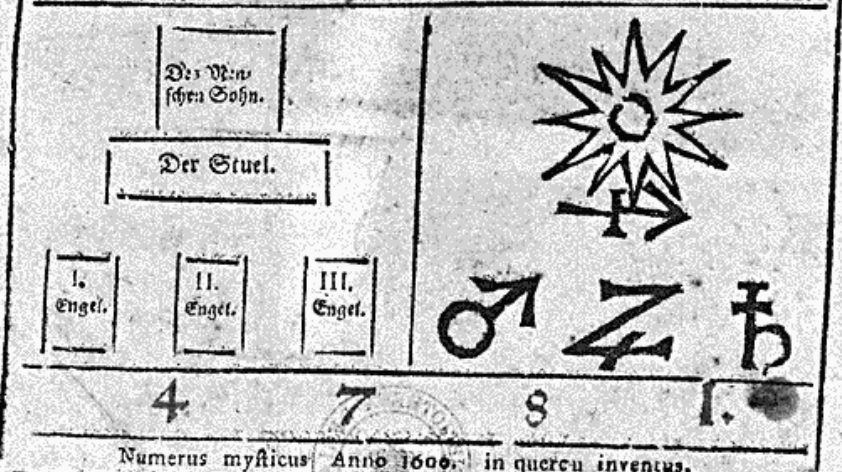 Des Men⸗
schen Sohn.
Der Stuel.
I.
Engel.
II.
Engel.
III.
Engel.
♂ ♃ ♄
4 7 8 1.
Numerus mysticus Anno 1600. in quercu inventus.